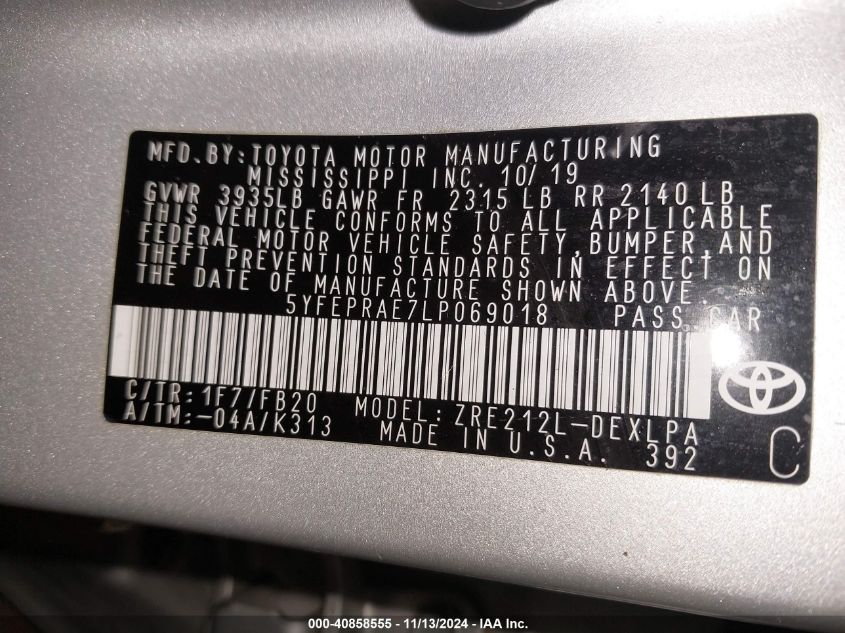 MFD.BY:TOYOTA MOTOR MANUFACTURING
MISSISSIPPI INC. 10/19
GVWR 3935LB GAWR FR 2315 LB RR 2140 LB
THIS VEHICLE CONFORMS TO ALL APPLICABLE
FEDERAL MOTOR VEHICLE SAFETY,BUMPER,AND
THEFT PREVENTION STANDARDS IN EFFECT ON
THE DATE OF MANUFACTURE SHOWN ABOVE.
5YFEPRAE7LP069018 PASS.CAR
C/TR:1F7/FB20 MODEL:ZRE212L-DEXLPA
A/TM:-04A/K313 MADE IN U.S.A. 392
C
000-40858555 - 11/13/2024 - IAA Inc.